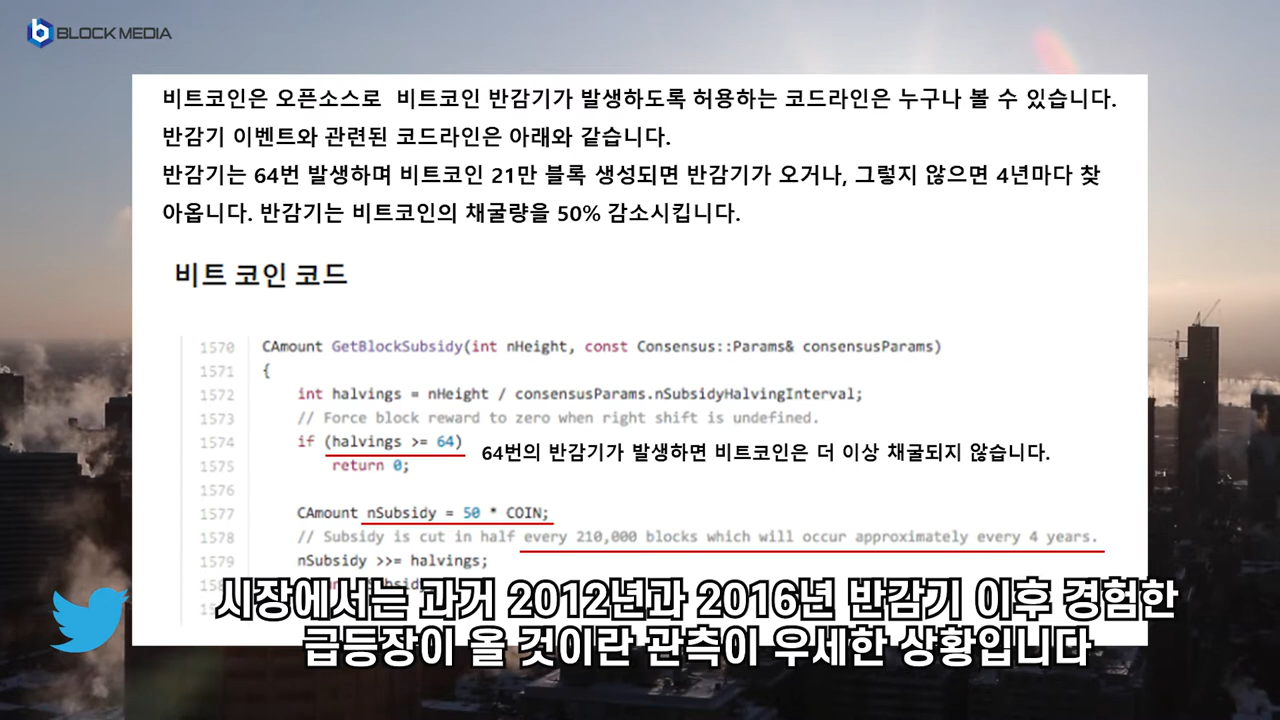 BLOCK MEDIA
비트코인은 오픈소스로 비트코인 반감기가 발생하도록 허용하는 코드라인은 누구나 볼 수 있습니다.
반감기 이벤트와 관련된 코드라인은 아래와 같습니다.
반감기는 64번 발생하며 비트코인 21만 블록 생성되면 반감기가 오거나, 그렇지 않으면 4년마다 찾
아옵니다. 반감기는 비트코인의 채굴량을 50% 감소시킵니다.
비트 코인 코드
1570 CAmount GetBlockSubsidy(int nHeight, const Consensus::Params& consensusParams)
1571 {
1572 int halvings = nHeight / consensusParams.nSubsidyHalvingInterval;
1573 // Force block reward to zero when right shift is undefined.
1574 if (halvings >= 64)
64번의 반감기가 발생하면 비트코인은 더 이상 채굴되지 않습니다.
1575 return 0;
1576
1577 CAmount nSubsidy = 50 * COIN;
1578 // Subsidy is cut in half every 210,000 blocks which will occur approximately every 4 years.
1579 nSubsidy >>= halvings;
시장에서는 과거 2012년과 2016년 반감기 이후 경험한
급등장이 올 것이란 관측이 우세한 상황입니다